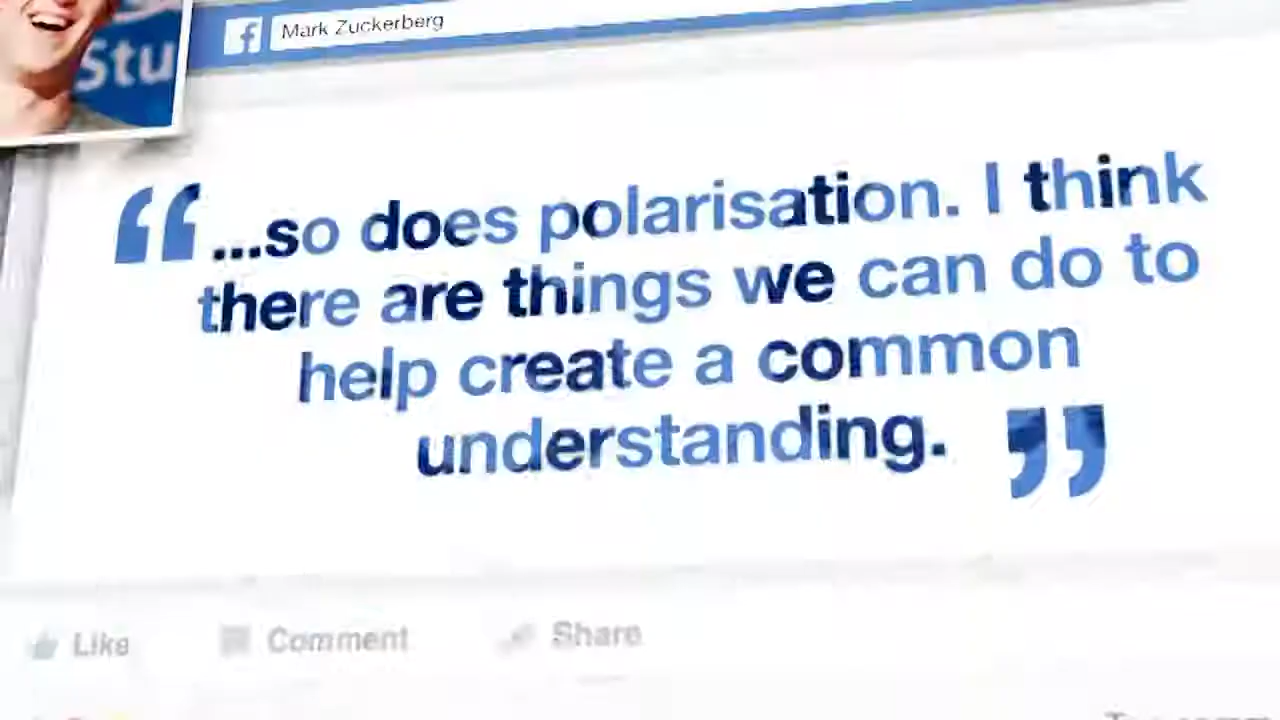 Stu
f Mark Zuckerberg
“...so does polarisation. I think
there are things we can do to
help create a common
understanding.”
Like Comment Share